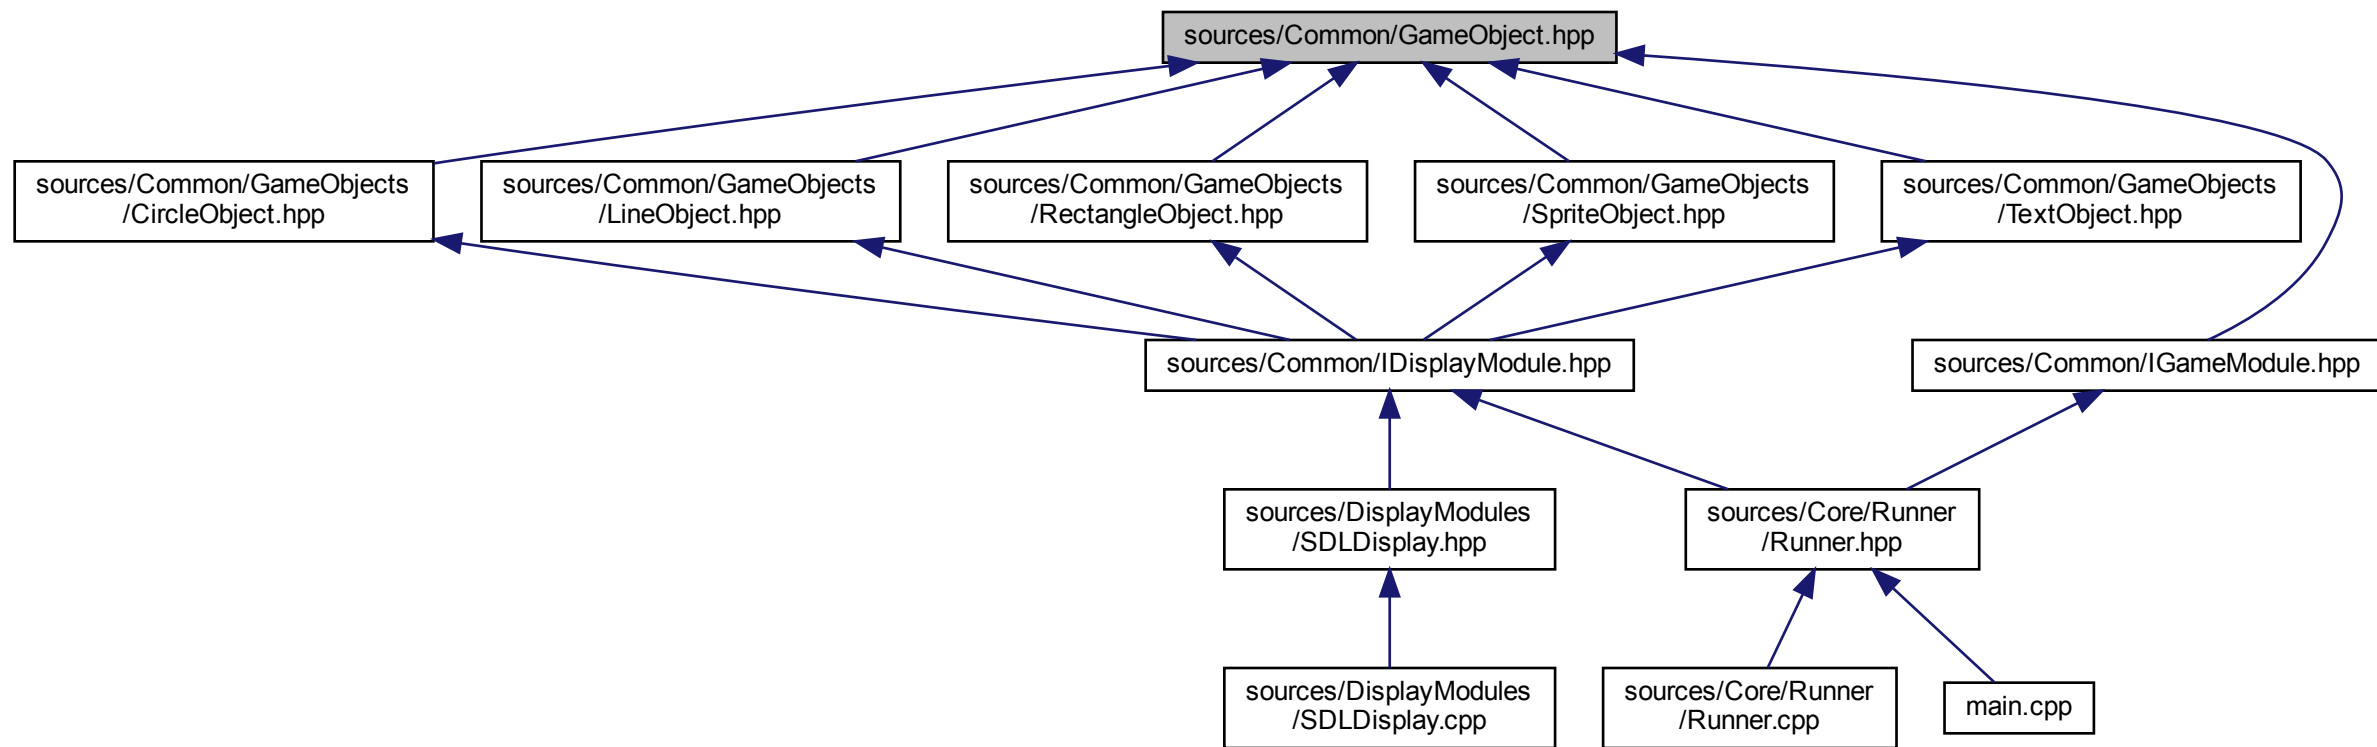 sources/Common/GameObject.hpp
sources/Common/GameObjects
/CircleObject.hpp
sources/Common/GameObjects
/LineObject.hpp
sources/Common/GameObjects
/RectangleObject.hpp
sources/Common/GameObjects
/SpriteObject.hpp
sources/Common/GameObjects
/TextObject.hpp
sources/Common/IDisplayModule.hpp
sources/Common/IGameModule.hpp
sources/DisplayModules
/SDLDisplay.hpp
sources/Core/Runner
/Runner.hpp
sources/DisplayModules
/SDLDisplay.cpp
sources/Core/Runner
/Runner.cpp
main.cpp